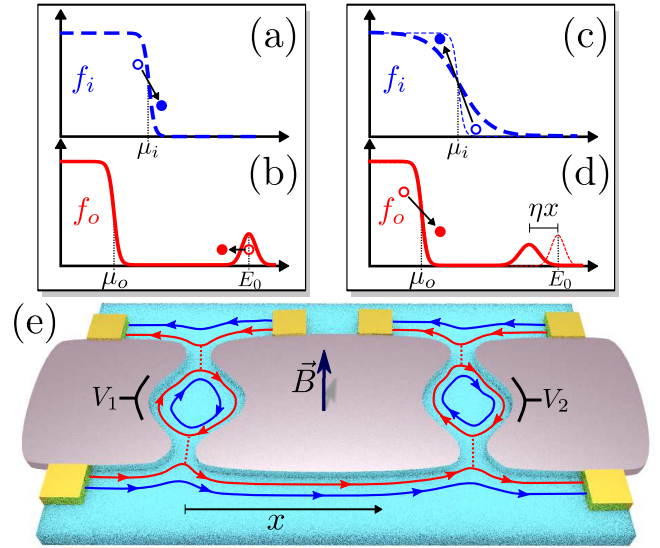 (a)
f_i
μ_i
(b)
f_o
μ_o
E_0
(c)
f_i
μ_i
(d)
f_o
ηx
μ_o
E_0
(e)
V_1
B⃗
V_2
x